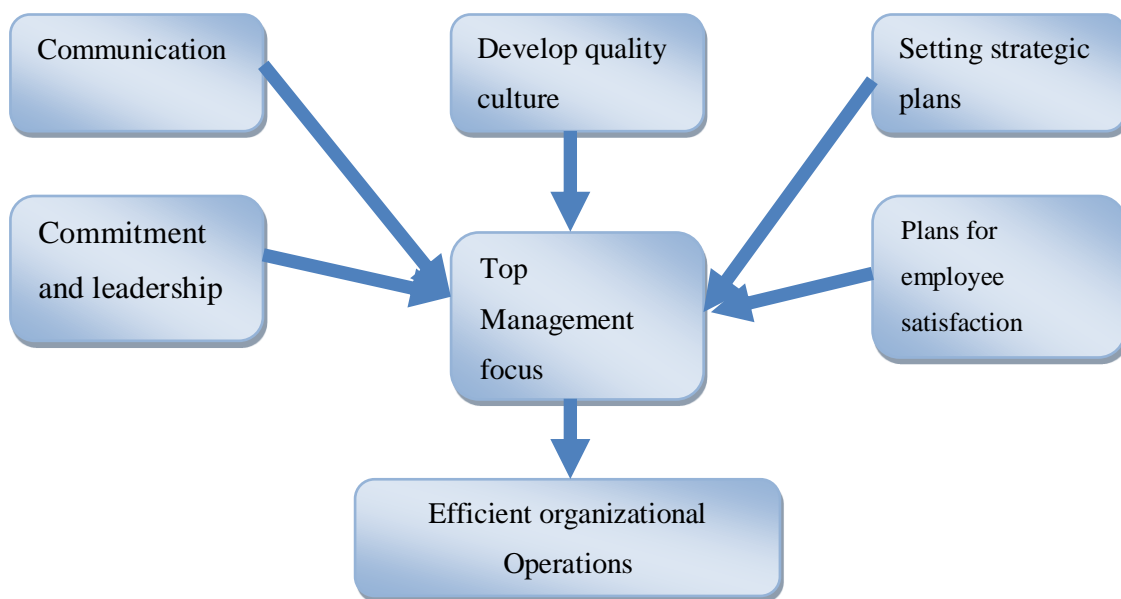 Communication
Develop quality
culture
Setting strategic
plans
Commitment
and leadership
Top
Management
focus
Plans for
employee
satisfaction
Efficient organizational
Operations